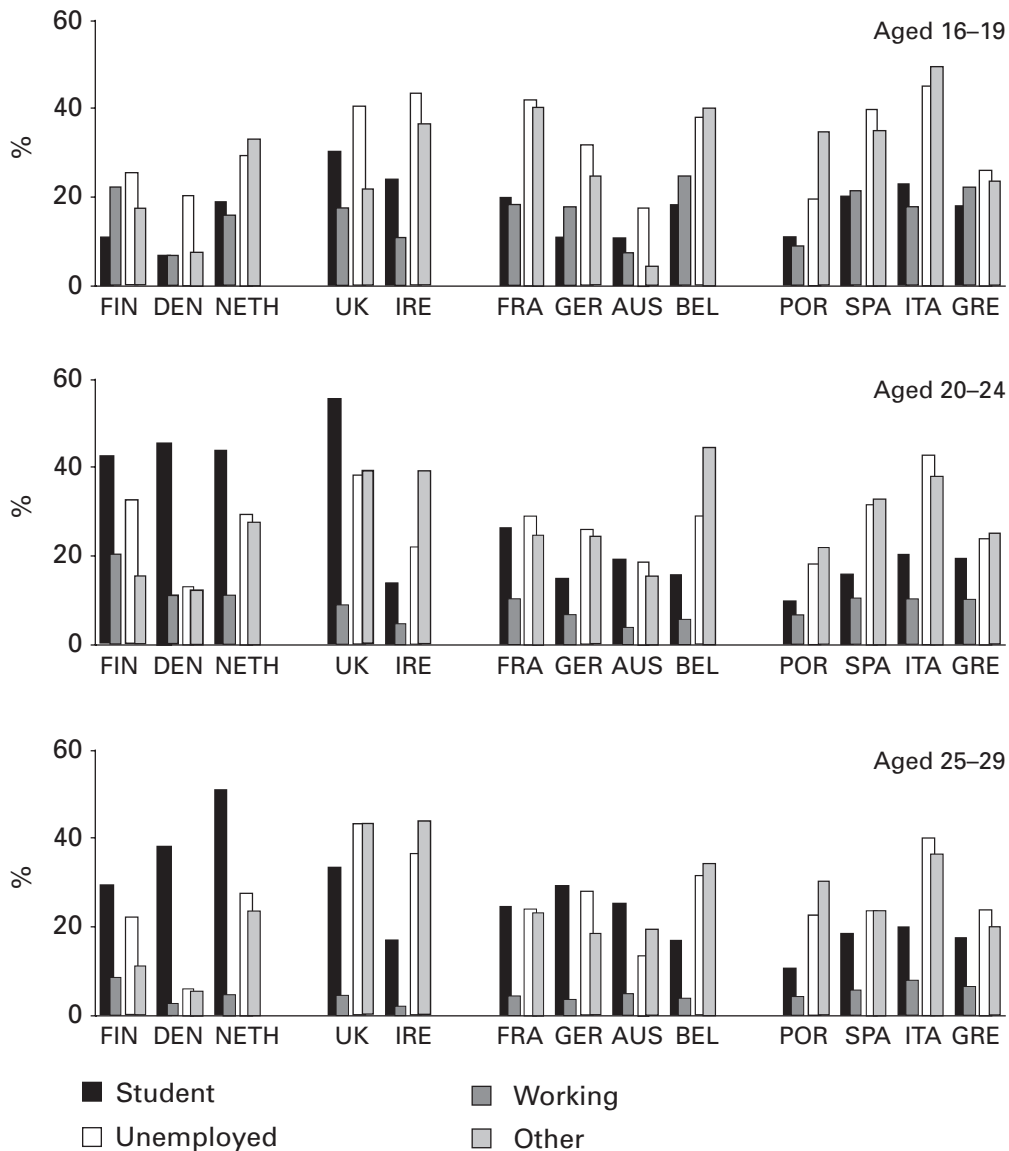 60
Aged 16–19
40
%
20
0
FIN DEN NETH UK IRE FRA GER AUS BEL POR SPA ITA GRE
60
Aged 20–24
40
%
20
0
FIN DEN NETH UK IRE FRA GER AUS BEL POR SPA ITA GRE
60
Aged 25–29
40
%
20
0
FIN DEN NETH UK IRE FRA GER AUS BEL POR SPA ITA GRE
Student Working
Unemployed Other